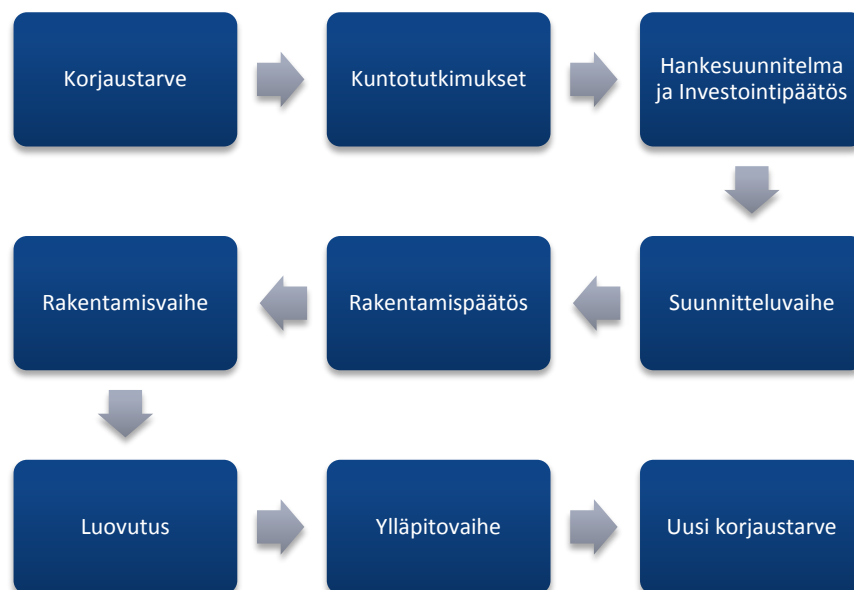 Korjaustarve
Kuntotutkimukset
Hankesuunnitelma
ja Investointipäätös
Suunnitteluvaihe
Rakentamispäätös
Rakentamisvaihe
Luovutus
Ylläpitovaihe
Uusi korjaustarve